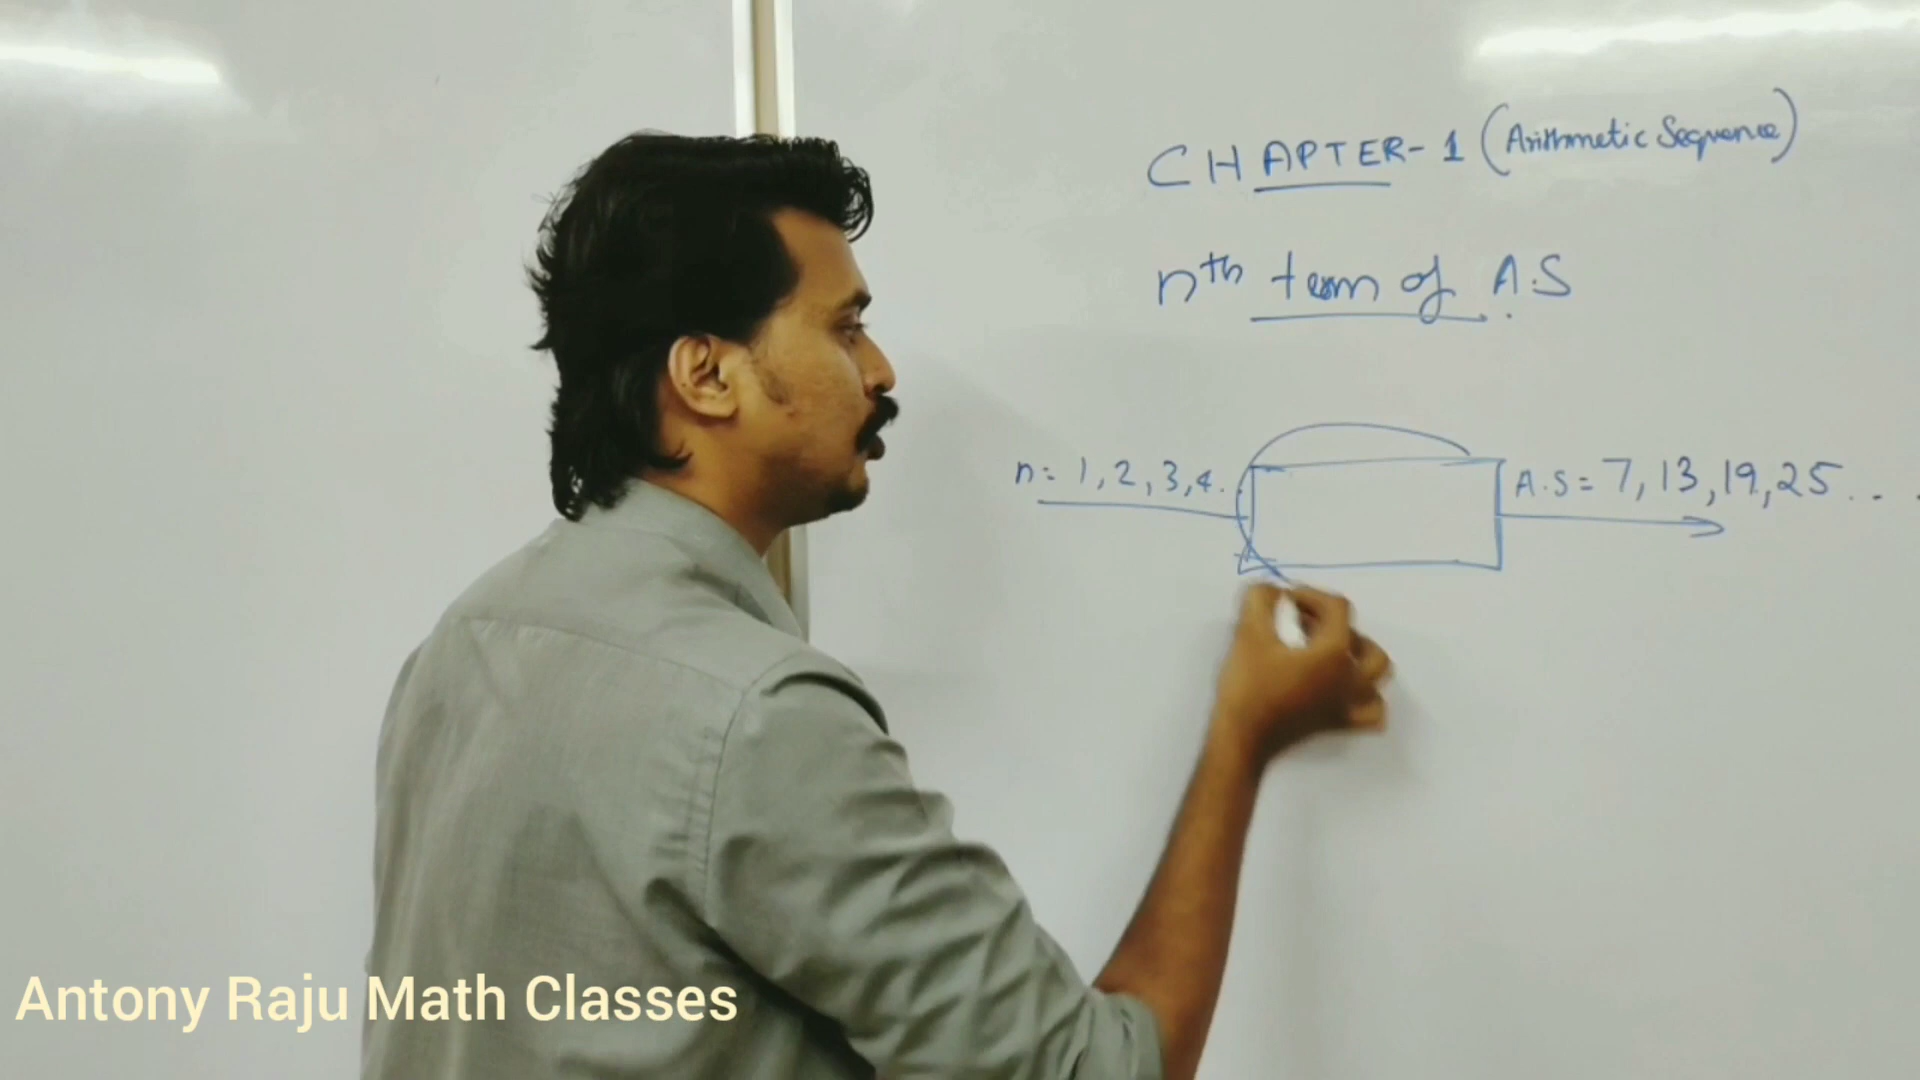 CHAPTER-1 (Arithmetic Sequence)
nth term of A.S
n= 1,2,3,4..
A.S= 7,13,19,25...
Antony Raju Math Classes